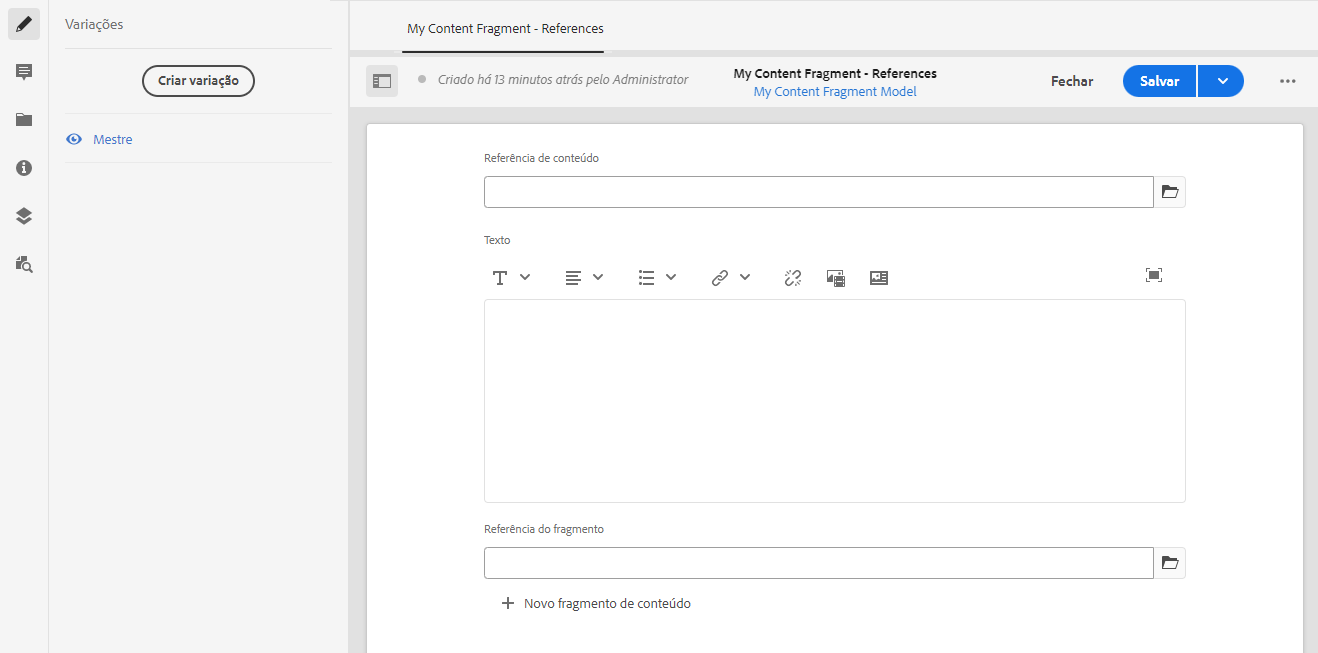 Variações
Criar variação
Mestre
My Content Fragment - References
Criado há 13 minutos atrás pelo Administrator
My Content Fragment - References
My Content Fragment Model
Fechar
Salvar
Referência de conteúdo
Texto
Referência do fragmento
Novo fragmento de conteúdo